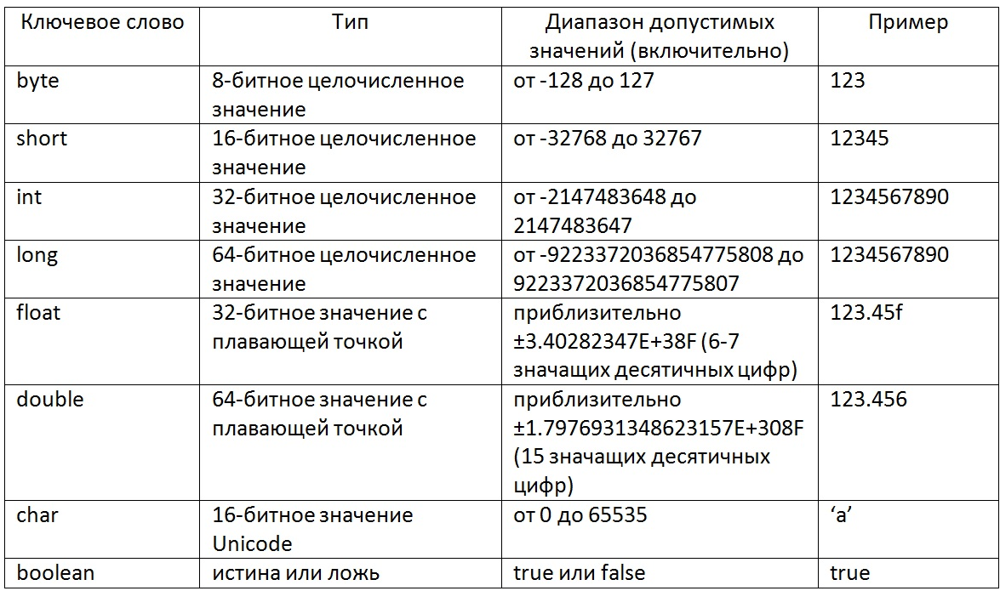 Ключевое слово
Тип
Диапазон допустимых
значений (включительно)
Пример
byte
8-битное целочисленное
значение
от -128 до 127
123
short
16-битное целочисленное
значение
от -32768 до 32767
12345
int
32-битное целочисленное
значение
от -2147483648 до
2147483647
1234567890
long
64-битное целочисленное
значение
от -9223372036854775808 до
9223372036854775807
1234567890
float
32-битное значение с
плавающей точкой
приблизительно
±3.40282347E+38F (6-7
значащих десятичных цифр)
123.45f
double
64-битное значение с
плавающей точкой
приблизительно
±1.7976931348623157E+308F
(15 значащих десятичных
цифр)
123.456
char
16-битное значение
Unicode
от 0 до 65535
‘a’
boolean
истина или ложь
true или false
true